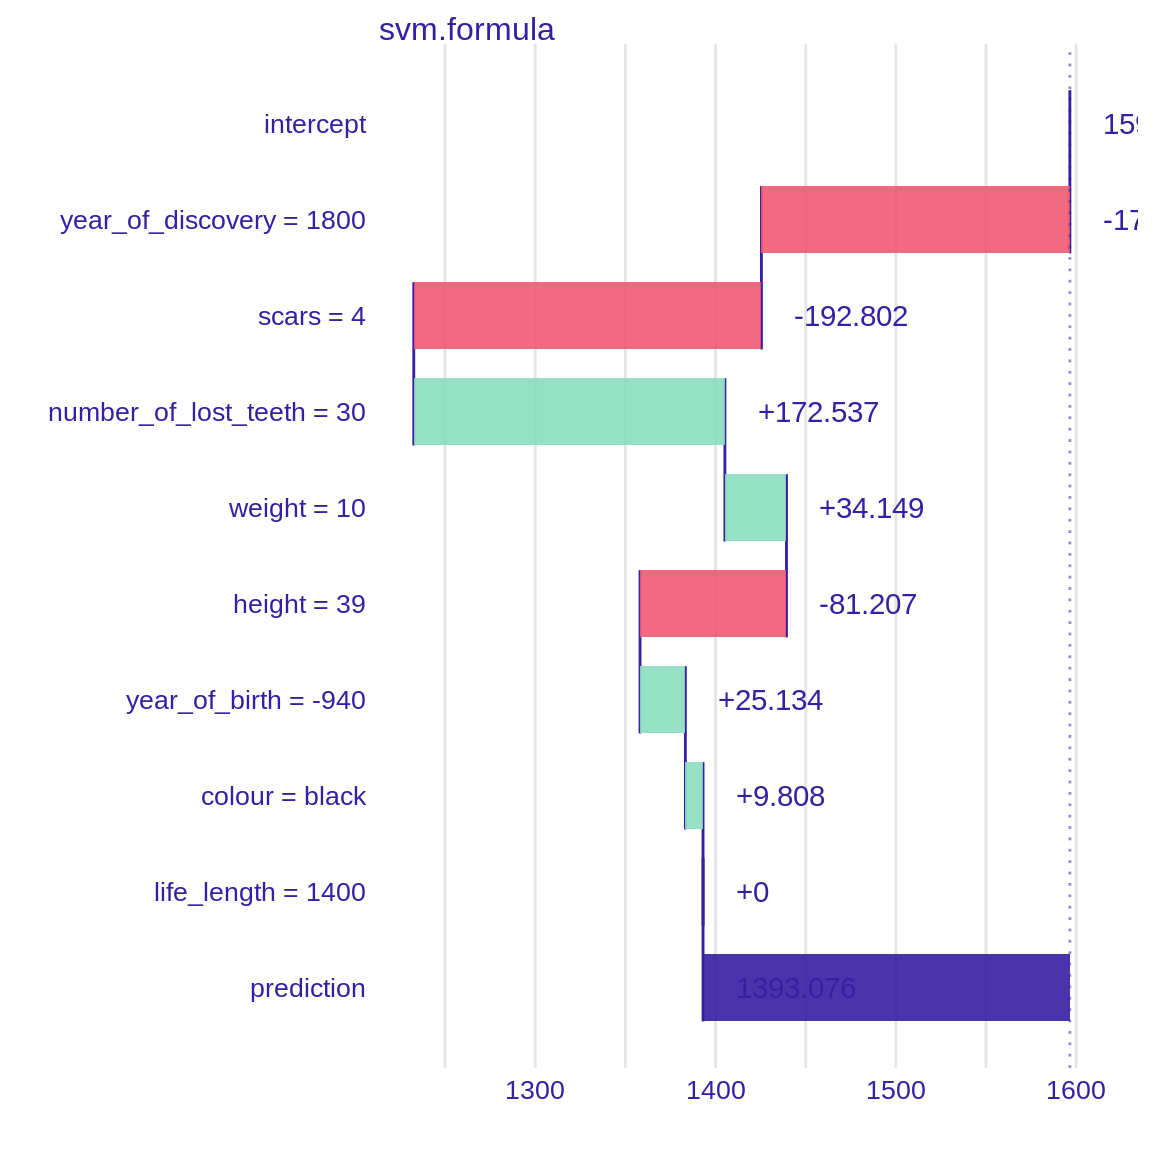 svm.formula
intercept
year_of_discovery = 1800
scars = 4 -192.802
number_of_lost_teeth = 30 +172.537
weight = 10 +34.149
height = 39 -81.207
year_of_birth = -940 +25.134
colour = black +9.808
life_length = 1400 +0
prediction 1393.076
1300 1400 1500 1600